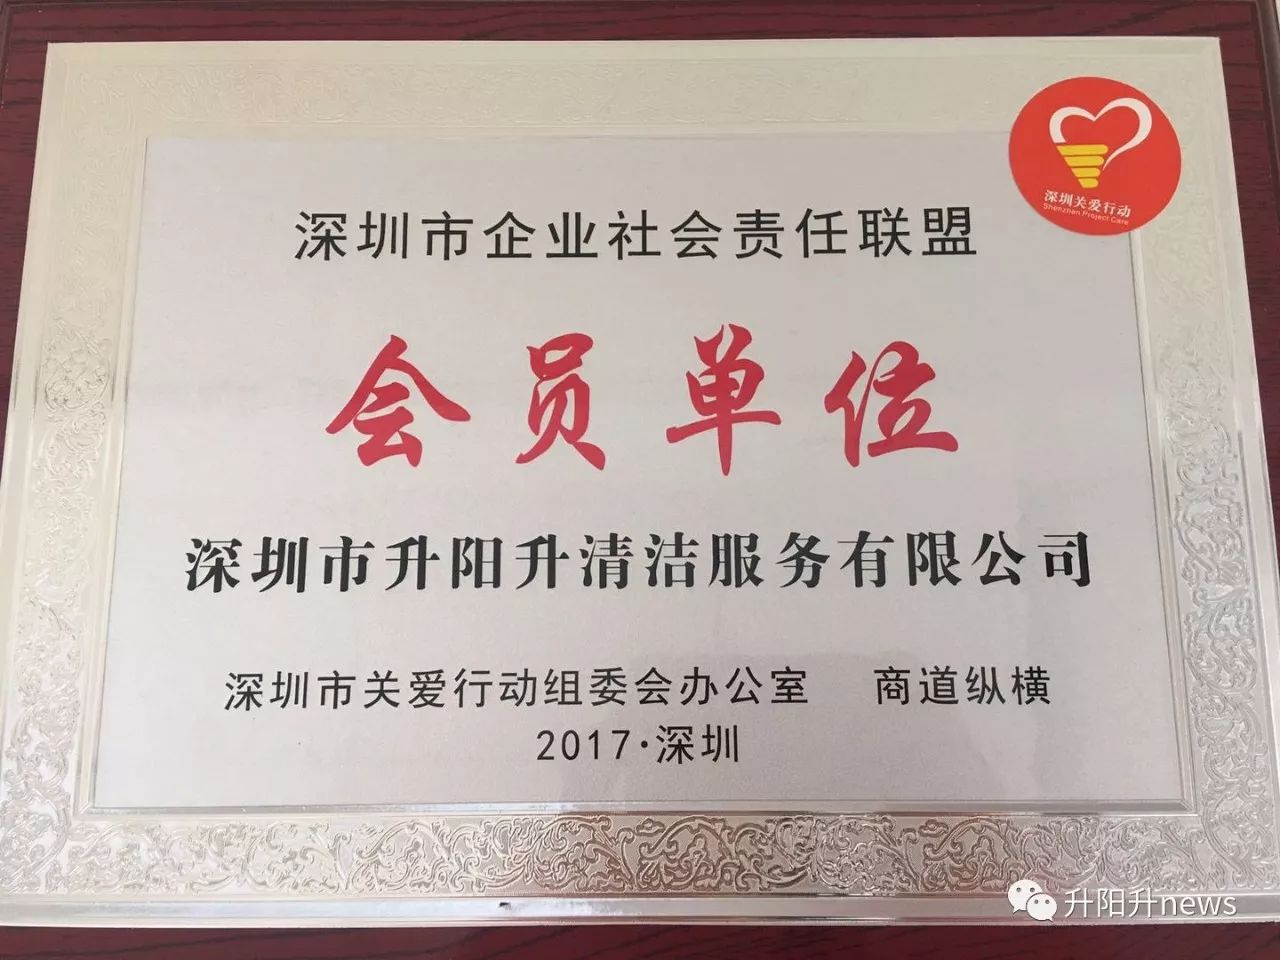 深圳关爱行动
Shenzhen Project Care
深圳市企业社会责任联盟
会员单位
深圳市升阳升清洁服务有限公司
深圳市关爱行动组委会办公室 商道纵横
2017·深圳
升阳升news